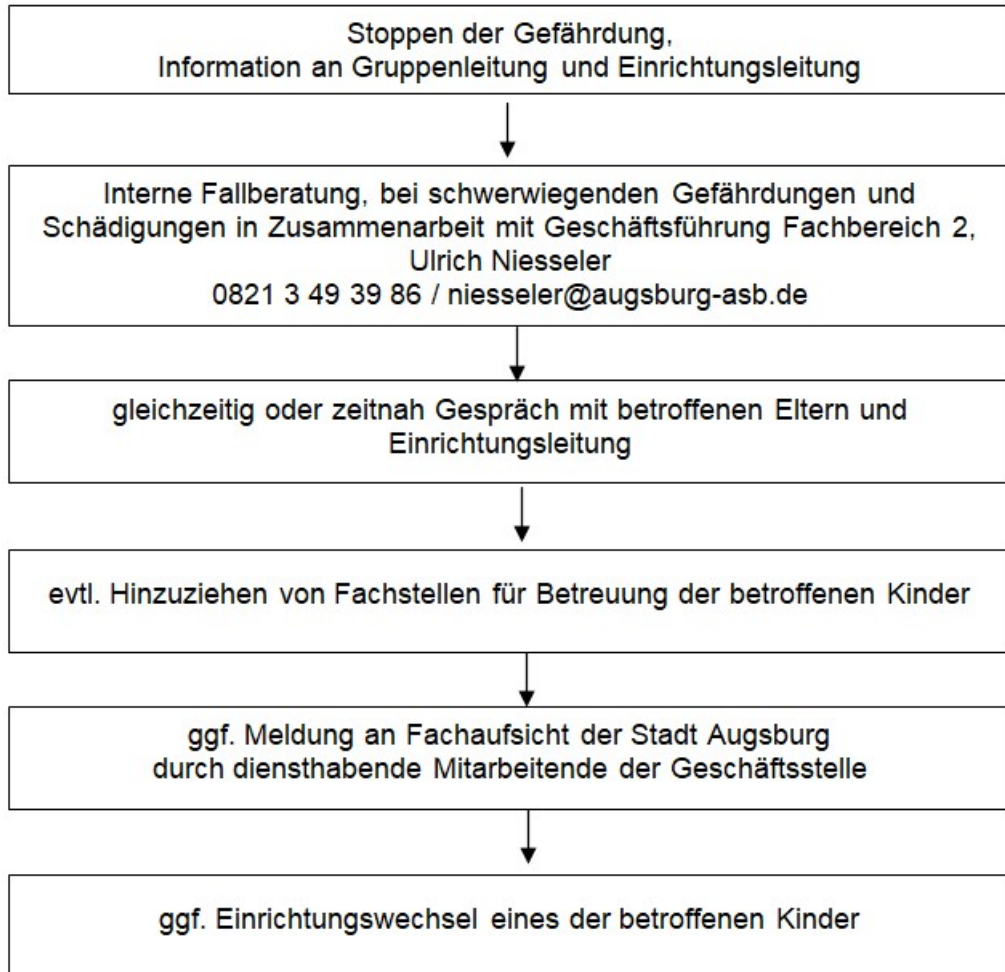 Stoppen der Gefährdung,
Information an Gruppenleitung und Einrichtungsleitung
Interne Fallberatung, bei schwerwiegenden Gefährdungen und
Schädigungen in Zusammenarbeit mit Geschäftsführung Fachbereich 2,
Ulrich Niesseler
0821 3 49 39 86 / niesseler@augsburg-asb.de
gleichzeitig oder zeitnah Gespräch mit betroffenen Eltern und
Einrichtungsleitung
evtl. Hinzuziehen von Fachstellen für Betreuung der betroffenen Kinder
ggf. Meldung an Fachaufsicht der Stadt Augsburg
durch diensthabende Mitarbeitende der Geschäftsstelle
ggf. Einrichtungswechsel eines der betroffenen Kinder